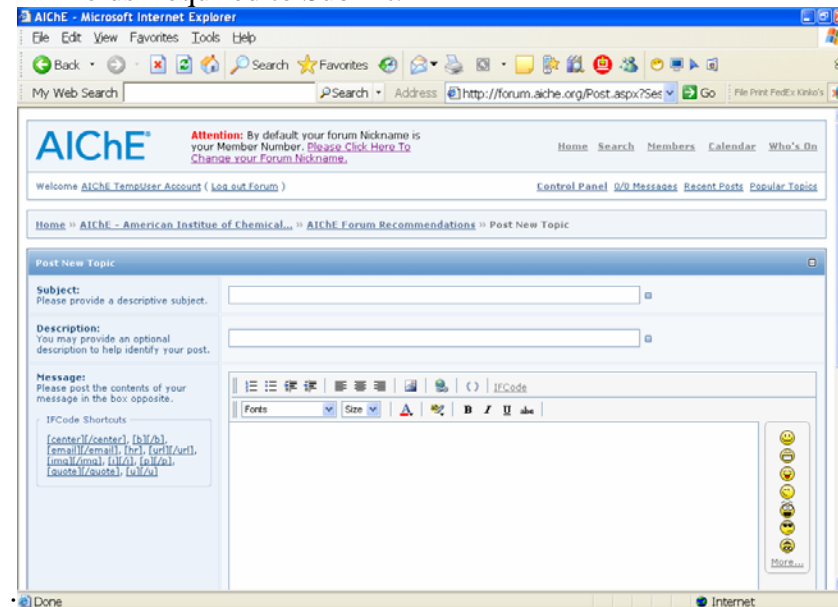 AIChE - Microsoft Internet Explorer
File Edit View Favorites Tools Help
Back Search Favorites
My Web Search Search Address http://forum.aiche.org/Post.aspx?Ses Go File Print FedEx Kinko's
AIChE
Attention: By default your forum Nickname is
your Member Number. Please Click Here To
Change your Forum Nickname.
Home Search Members Calendar Who's On
Welcome AIChE TempUser Account ( Log out Forum )
Control Panel 0/0 Messages Recent Posts Popular Topics
Home » AIChE - American Institue of Chemical... » AIChE Forum Recommendations » Post New Topic
Post New Topic
Subject:
Please provide a descriptive subject.
Description:
You may provide an optional
description to help identify your post.
Message:
Please post the contents of your
message in the box opposite.
IFCode
Fonts Size A B I U abc
IFCode Shortcuts
[center][/center], [b][/b],
[email][/email], [hr], [url][/url],
[img][/img], [i][/i], [p][/p],
[quote][/quote], [u][/u]
More...
Done Internet